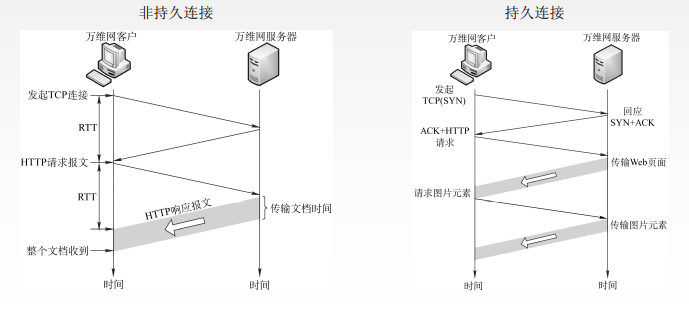 非持久连接
万维网客户
万维网服务器
发起TCP连接
RTT
HTTP请求报文
RTT
HTTP响应报文
传输文档时间
整个文档收到
时间
时间
持久连接
万维网客户
万维网服务器
发起
TCP(SYN)
回应
SYN+ACK
ACK+HTTP
请求
传输Web页面
请求图片元素
传输图片元素
时间
时间